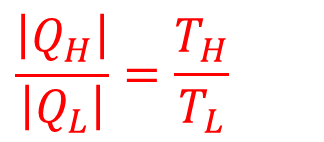 |Q_H| / |Q_L| = T_H / T_L